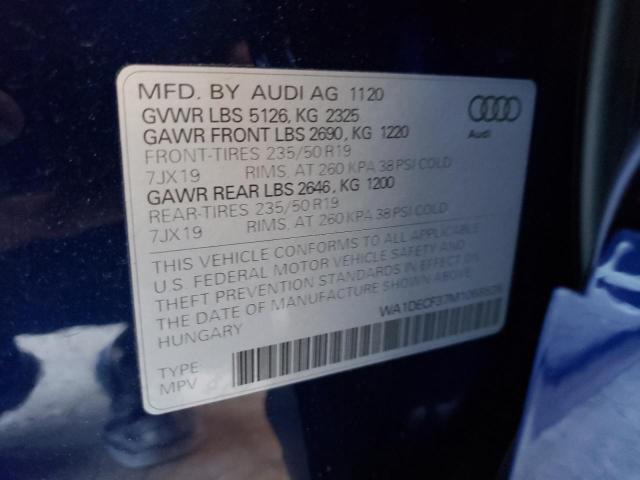 MFD. BY AUDI AG 1120
GVWR LBS 5126, KG 2325
GAWR FRONT LBS 2690, KG 1220
FRONT-TIRES 235/50 R19
7JX19 RIMS, AT 260 KPA 38 PSI COLD
GAWR REAR LBS 2646, KG 1200
REAR-TIRES 235/50 R19
7JX19 RIMS, AT 260 KPA 38 PSI COLD
Audi
THIS VEHICLE CONFORMS TO ALL APPLICABLE
U.S. FEDERAL MOTOR VEHICLE SAFETY AND
THEFT PREVENTION STANDARDS IN EFFECT ON
THE DATE OF MANUFACTURE SHOWN ABOVE.
HUNGARY
TYPE
MPV